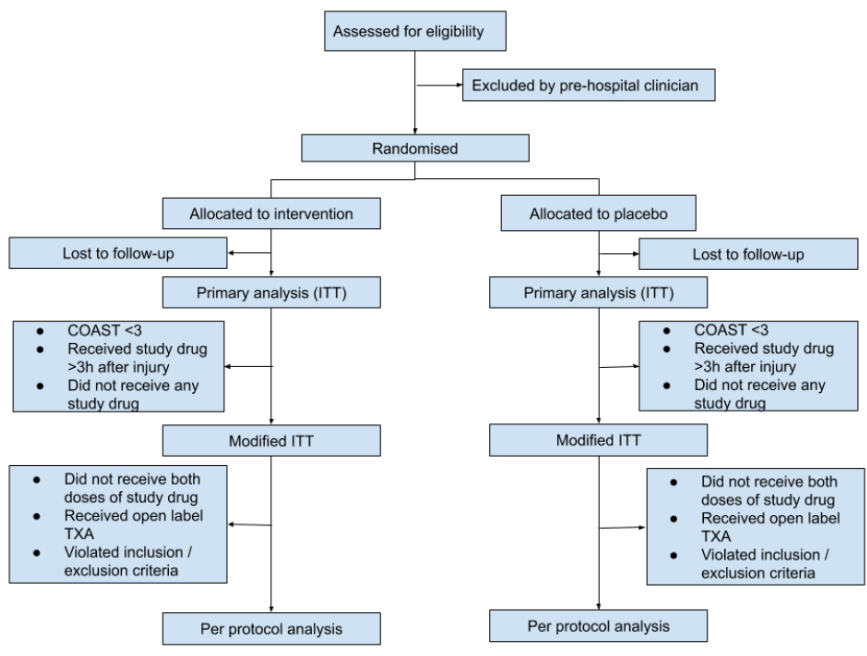 Assessed for eligibility
Excluded by pre-hospital clinician
Randomised
Allocated to intervention
Allocated to placebo
Lost to follow-up
Lost to follow-up
Primary analysis (ITT)
Primary analysis (ITT)
● COAST <3
● Received study drug
>3h after injury
● Did not receive any
study drug
● COAST <3
● Received study drug
>3h after injury
● Did not receive any
study drug
Modified ITT
Modified ITT
● Did not receive both
doses of study drug
● Received open label
TXA
● Violated inclusion /
exclusion criteria
● Did not receive both
doses of study drug
● Received open label
TXA
● Violated inclusion /
exclusion criteria
Per protocol analysis
Per protocol analysis